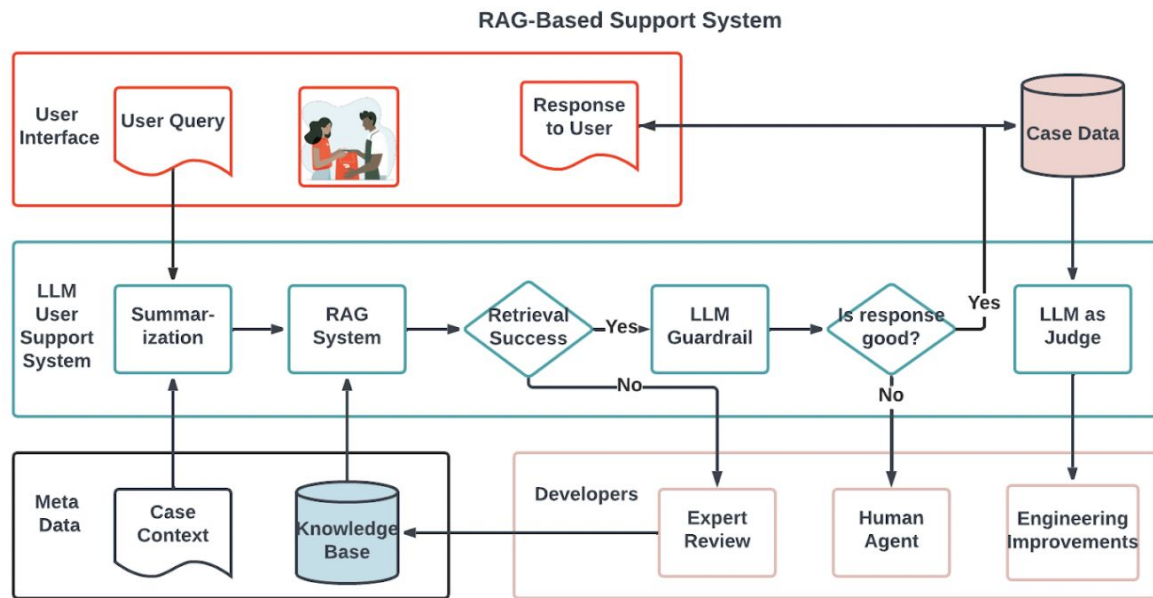 RAG-Based Support System
User
Interface
User Query
Response
to User
Case Data
LLM
User
Support
System
Summar-
ization
RAG
System
Retrieval
Success
Yes
LLM
Guardrail
Is response
good?
Yes
LLM as
Judge
No
No
Meta
Data
Case
Context
Knowledge
Base
Developers
Expert
Review
Human
Agent
Engineering
Improvements